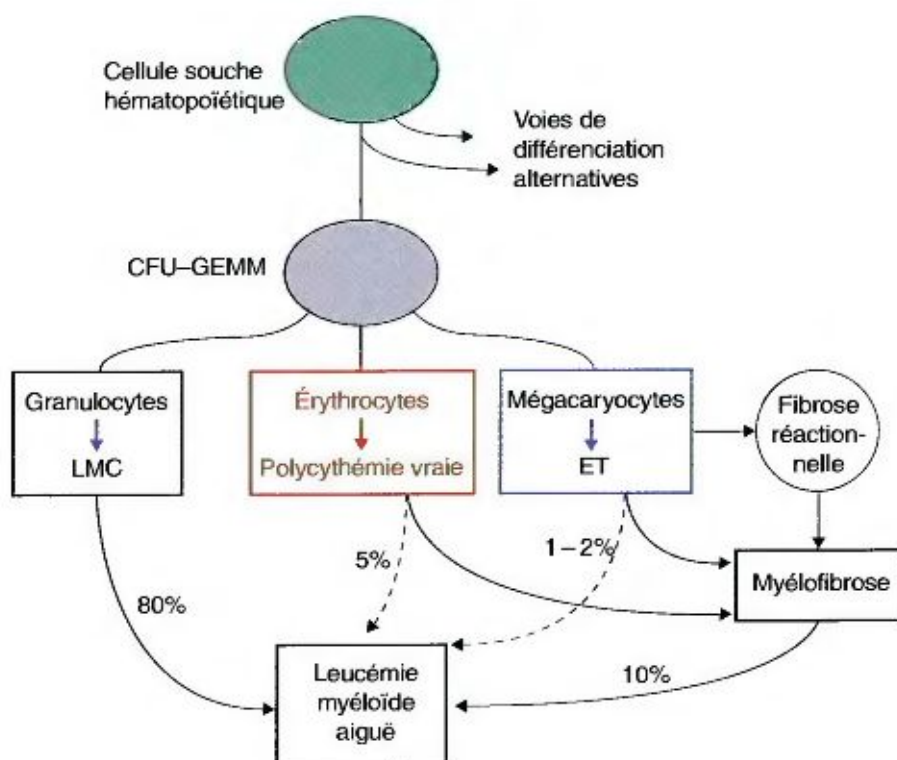 Cellule souche
hématopoïétique
Voies de
différenciation
alternatives
CFU–GEMM
Granulocytes
LMC
Érythrocytes
Polycythémie vraie
Mégacaryocytes
ET
Fibrose
réaction-
nelle
5%
1–2%
80%
Myélofibrose
10%
Leucémie
myéloïde
aiguë